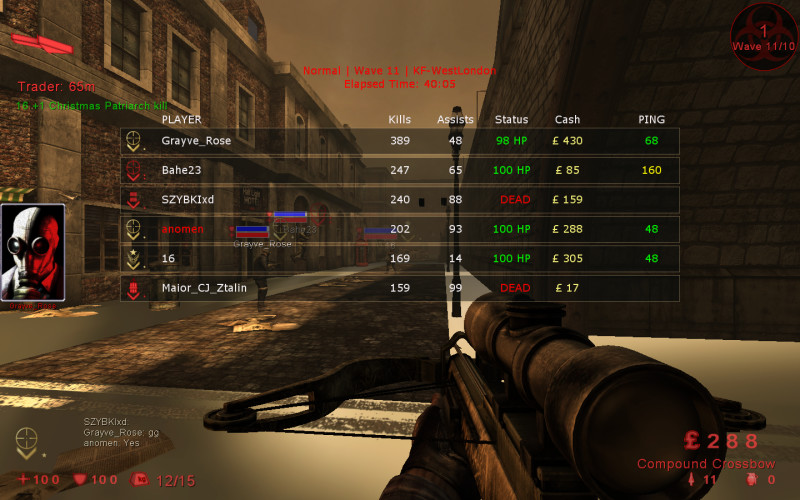 1
Wave 11/10
Normal | Wave 11 | KF-WestLondon
Elapsed Time: 40:05
Trader: 65m
16 +1 Christmas Patriarch kill
PLAYER Kills Assists Status Cash PING
Grayve_Rose 389 48 98 HP £ 430 68
Bahe23 247 65 100 HP £ 85 160
SZYBKIxd 240 88 DEAD £ 159
anomen 202 93 100 HP £ 288 48
Bahe23
Grayve_Rose
16 169 14 100 HP £ 305 48
Maior_CJ_Ztalin 159 99 DEAD £ 17
SZYBKIxd:
Grayve_Rose: gg
anomen: Yes
£288
Compound Crossbow
100 100 12/15
11 0